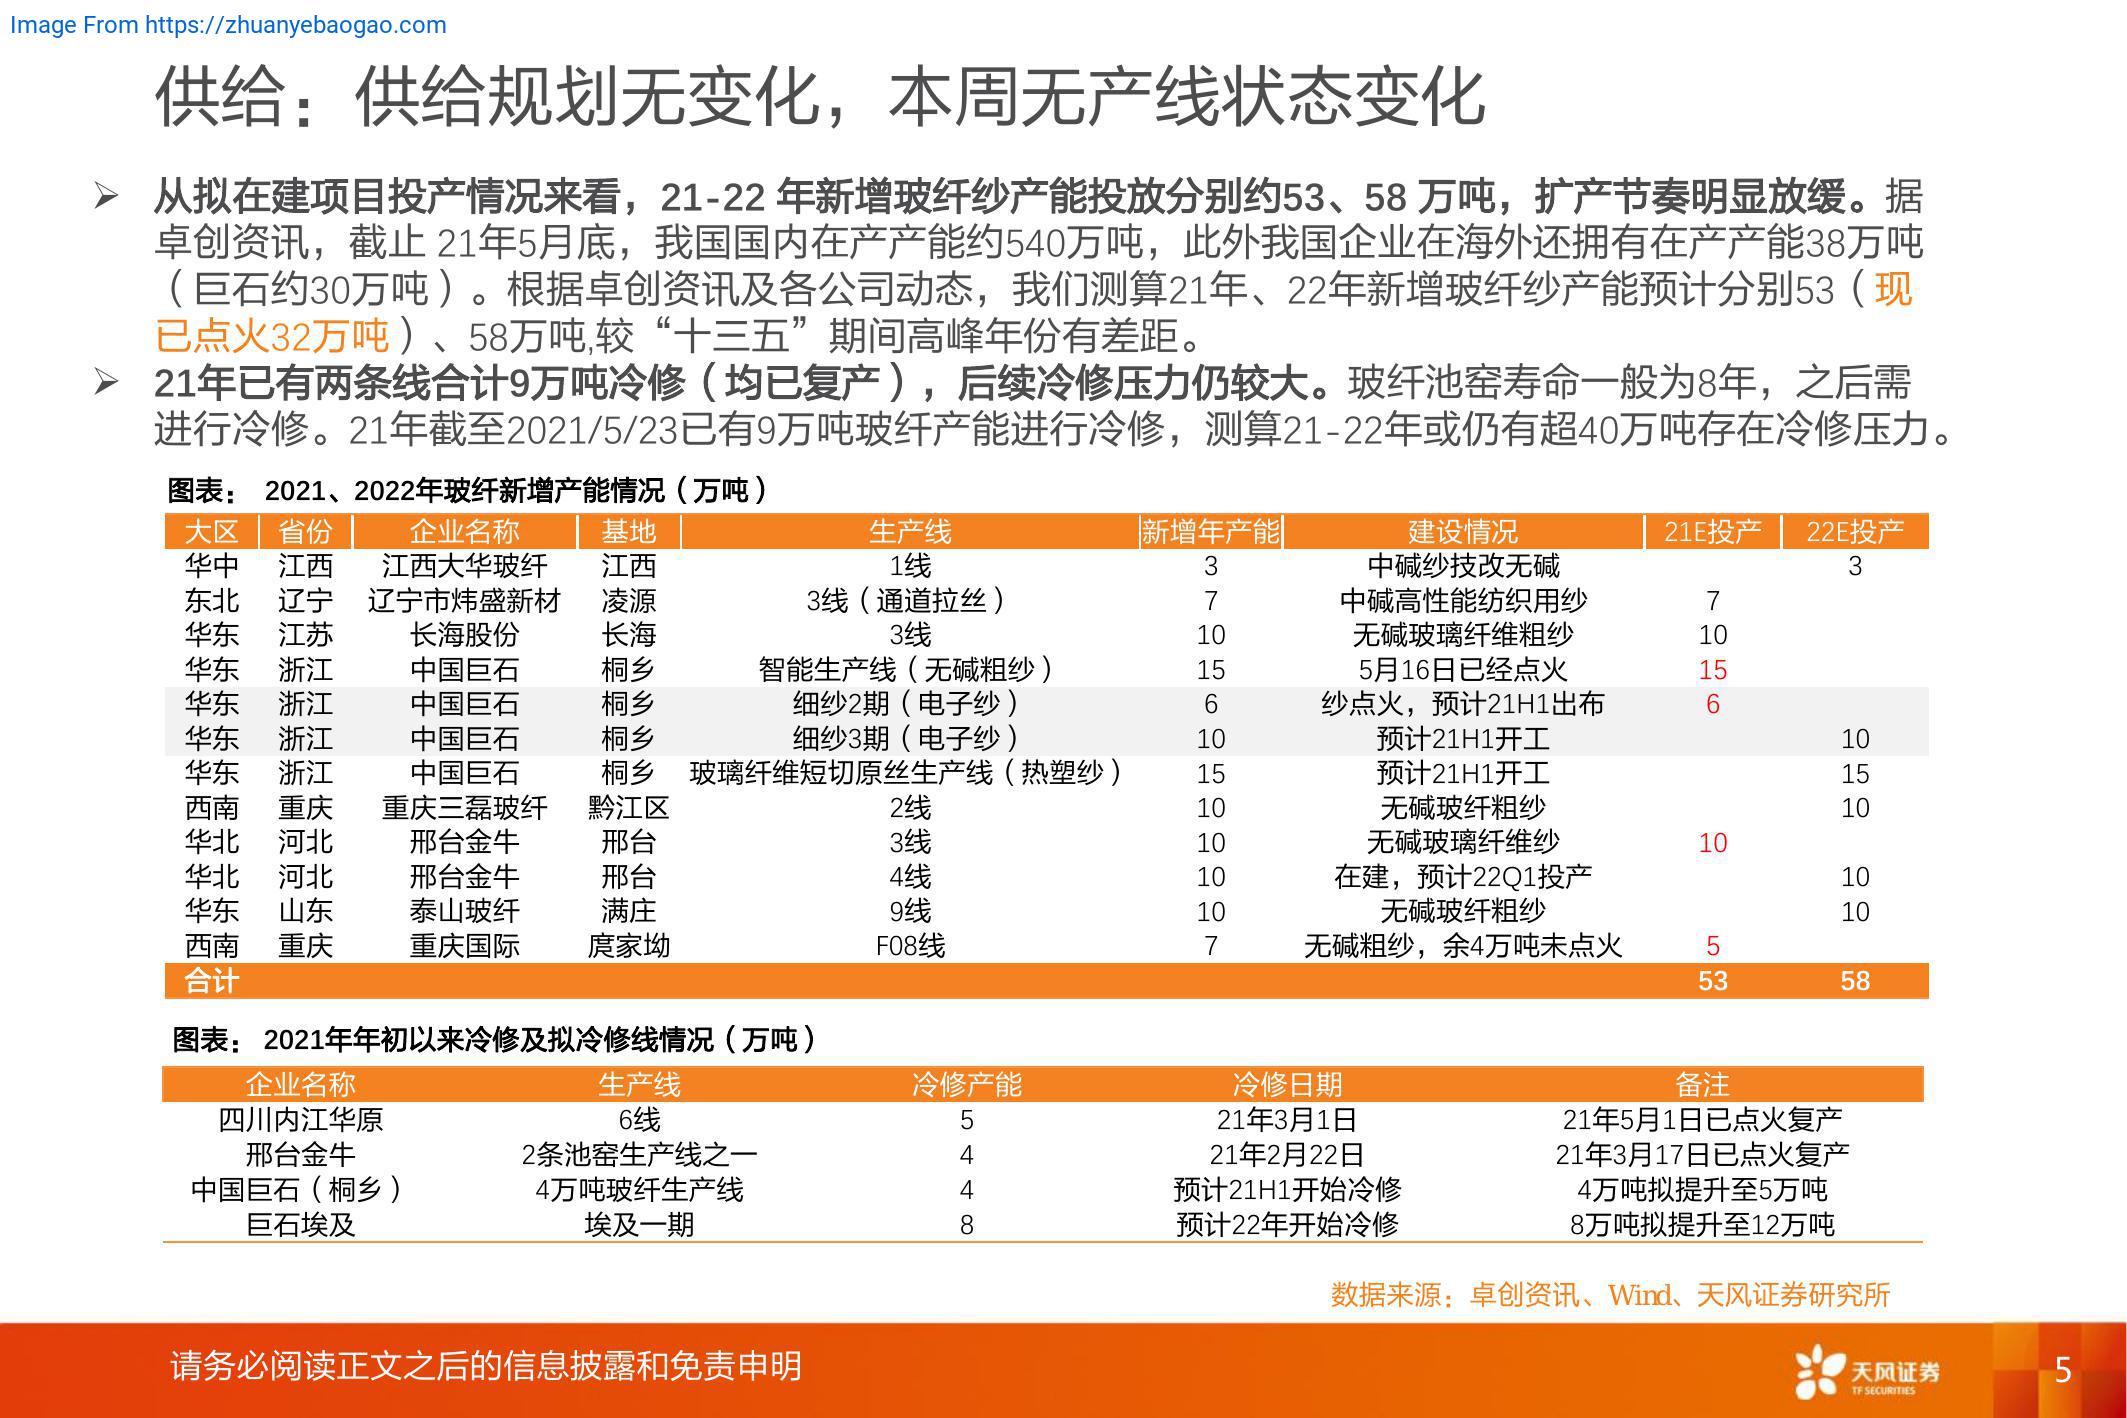 Image From https://zhuanyebaogao.com
供给：供给规划无变化，本周无产线状态变化
➢ 从拟在建项目投产情况来看，21-22 年新增玻纤纱产能投放分别约53、58 万吨，扩产节奏明显放缓。据
卓创资讯，截止 21年5月底，我国国内在产产能约540万吨，此外我国企业在海外还拥有在产产能38万吨
（巨石约30万吨）。根据卓创资讯及各公司动态，我们测算21年、22年新增玻纤纱产能预计分别53（现
已点火32万吨）、58万吨,较“十三五”期间高峰年份有差距。
➢ 21年已有两条线合计9万吨冷修（均已复产），后续冷修压力仍较大。玻纤池窑寿命一般为8年，之后需
进行冷修。21年截至2021/5/23已有9万吨玻纤产能进行冷修，测算21-22年或仍有超40万吨存在冷修压力。
图表： 2021、2022年玻纤新增产能情况（万吨）
大区 省份 企业名称 基地 生产线 新增年产能 建设情况 21E投产 22E投产
华中 江西 江西大华玻纤 江西 1线 3 中碱纱技改无碱 3
东北 辽宁 辽宁市炜盛新材 凌源 3线（通道拉丝） 7 中碱高性能纺织用纱 7
华东 江苏 长海股份 长海 3线 10 无碱玻璃纤维粗纱 10
华东 浙江 中国巨石 桐乡 智能生产线（无碱粗纱） 15 5月16日已经点火 15
华东 浙江 中国巨石 桐乡 细纱2期（电子纱） 6 纱点火，预计21H1出布 6
华东 浙江 中国巨石 桐乡 细纱3期（电子纱） 10 预计21H1开工 10
华东 浙江 中国巨石 桐乡 玻璃纤维短切原丝生产线（热塑纱） 15 预计21H1开工 15
西南 重庆 重庆三磊玻纤 黔江区 2线 10 无碱玻纤粗纱 10
华北 河北 邢台金牛 邢台 3线 10 无碱玻璃纤维纱 10
华北 河北 邢台金牛 邢台 4线 10 在建，预计22Q1投产 10
华东 山东 泰山玻纤 满庄 9线 10 无碱玻纤粗纱 10
西南 重庆 重庆国际 庹家坳 F08线 7 无碱粗纱，余4万吨未点火 5
合计 53 58
图表： 2021年年初以来冷修及拟冷修线情况（万吨）
企业名称 生产线 冷修产能 冷修日期 备注
四川内江华原 6线 5 21年3月1日 21年5月1日已点火复产
邢台金牛 2条池窑生产线之一 4 21年2月22日 21年3月17日已点火复产
中国巨石（桐乡） 4万吨玻纤生产线 4 预计21H1开始冷修 4万吨拟提升至5万吨
巨石埃及 埃及一期 8 预计22年开始冷修 8万吨拟提升至12万吨
数据来源：卓创资讯、Wind、天风证券研究所
请务必阅读正文之后的信息披露和免责申明
天风证券
TF SECURITIES
5